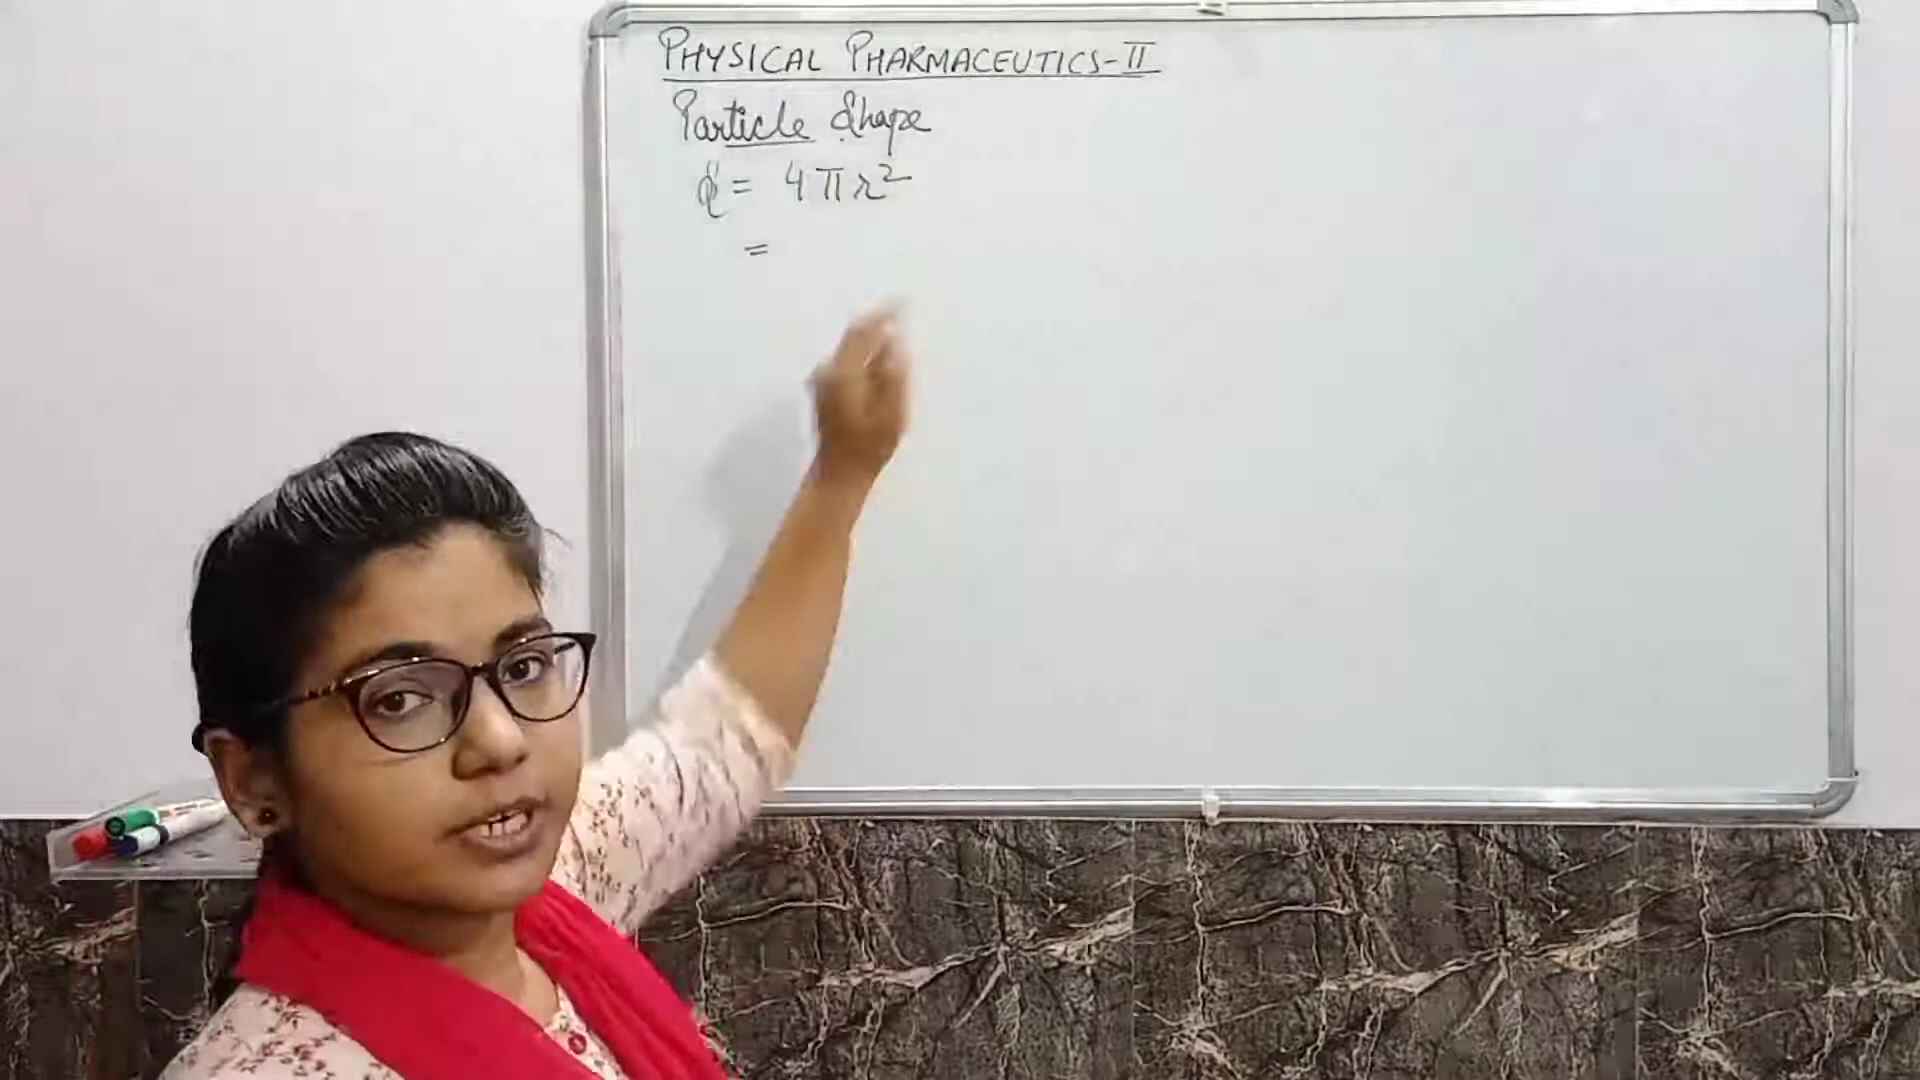 PHYSICAL PHARMACEUTICS-II
Particle Shape
= 4πr²
=